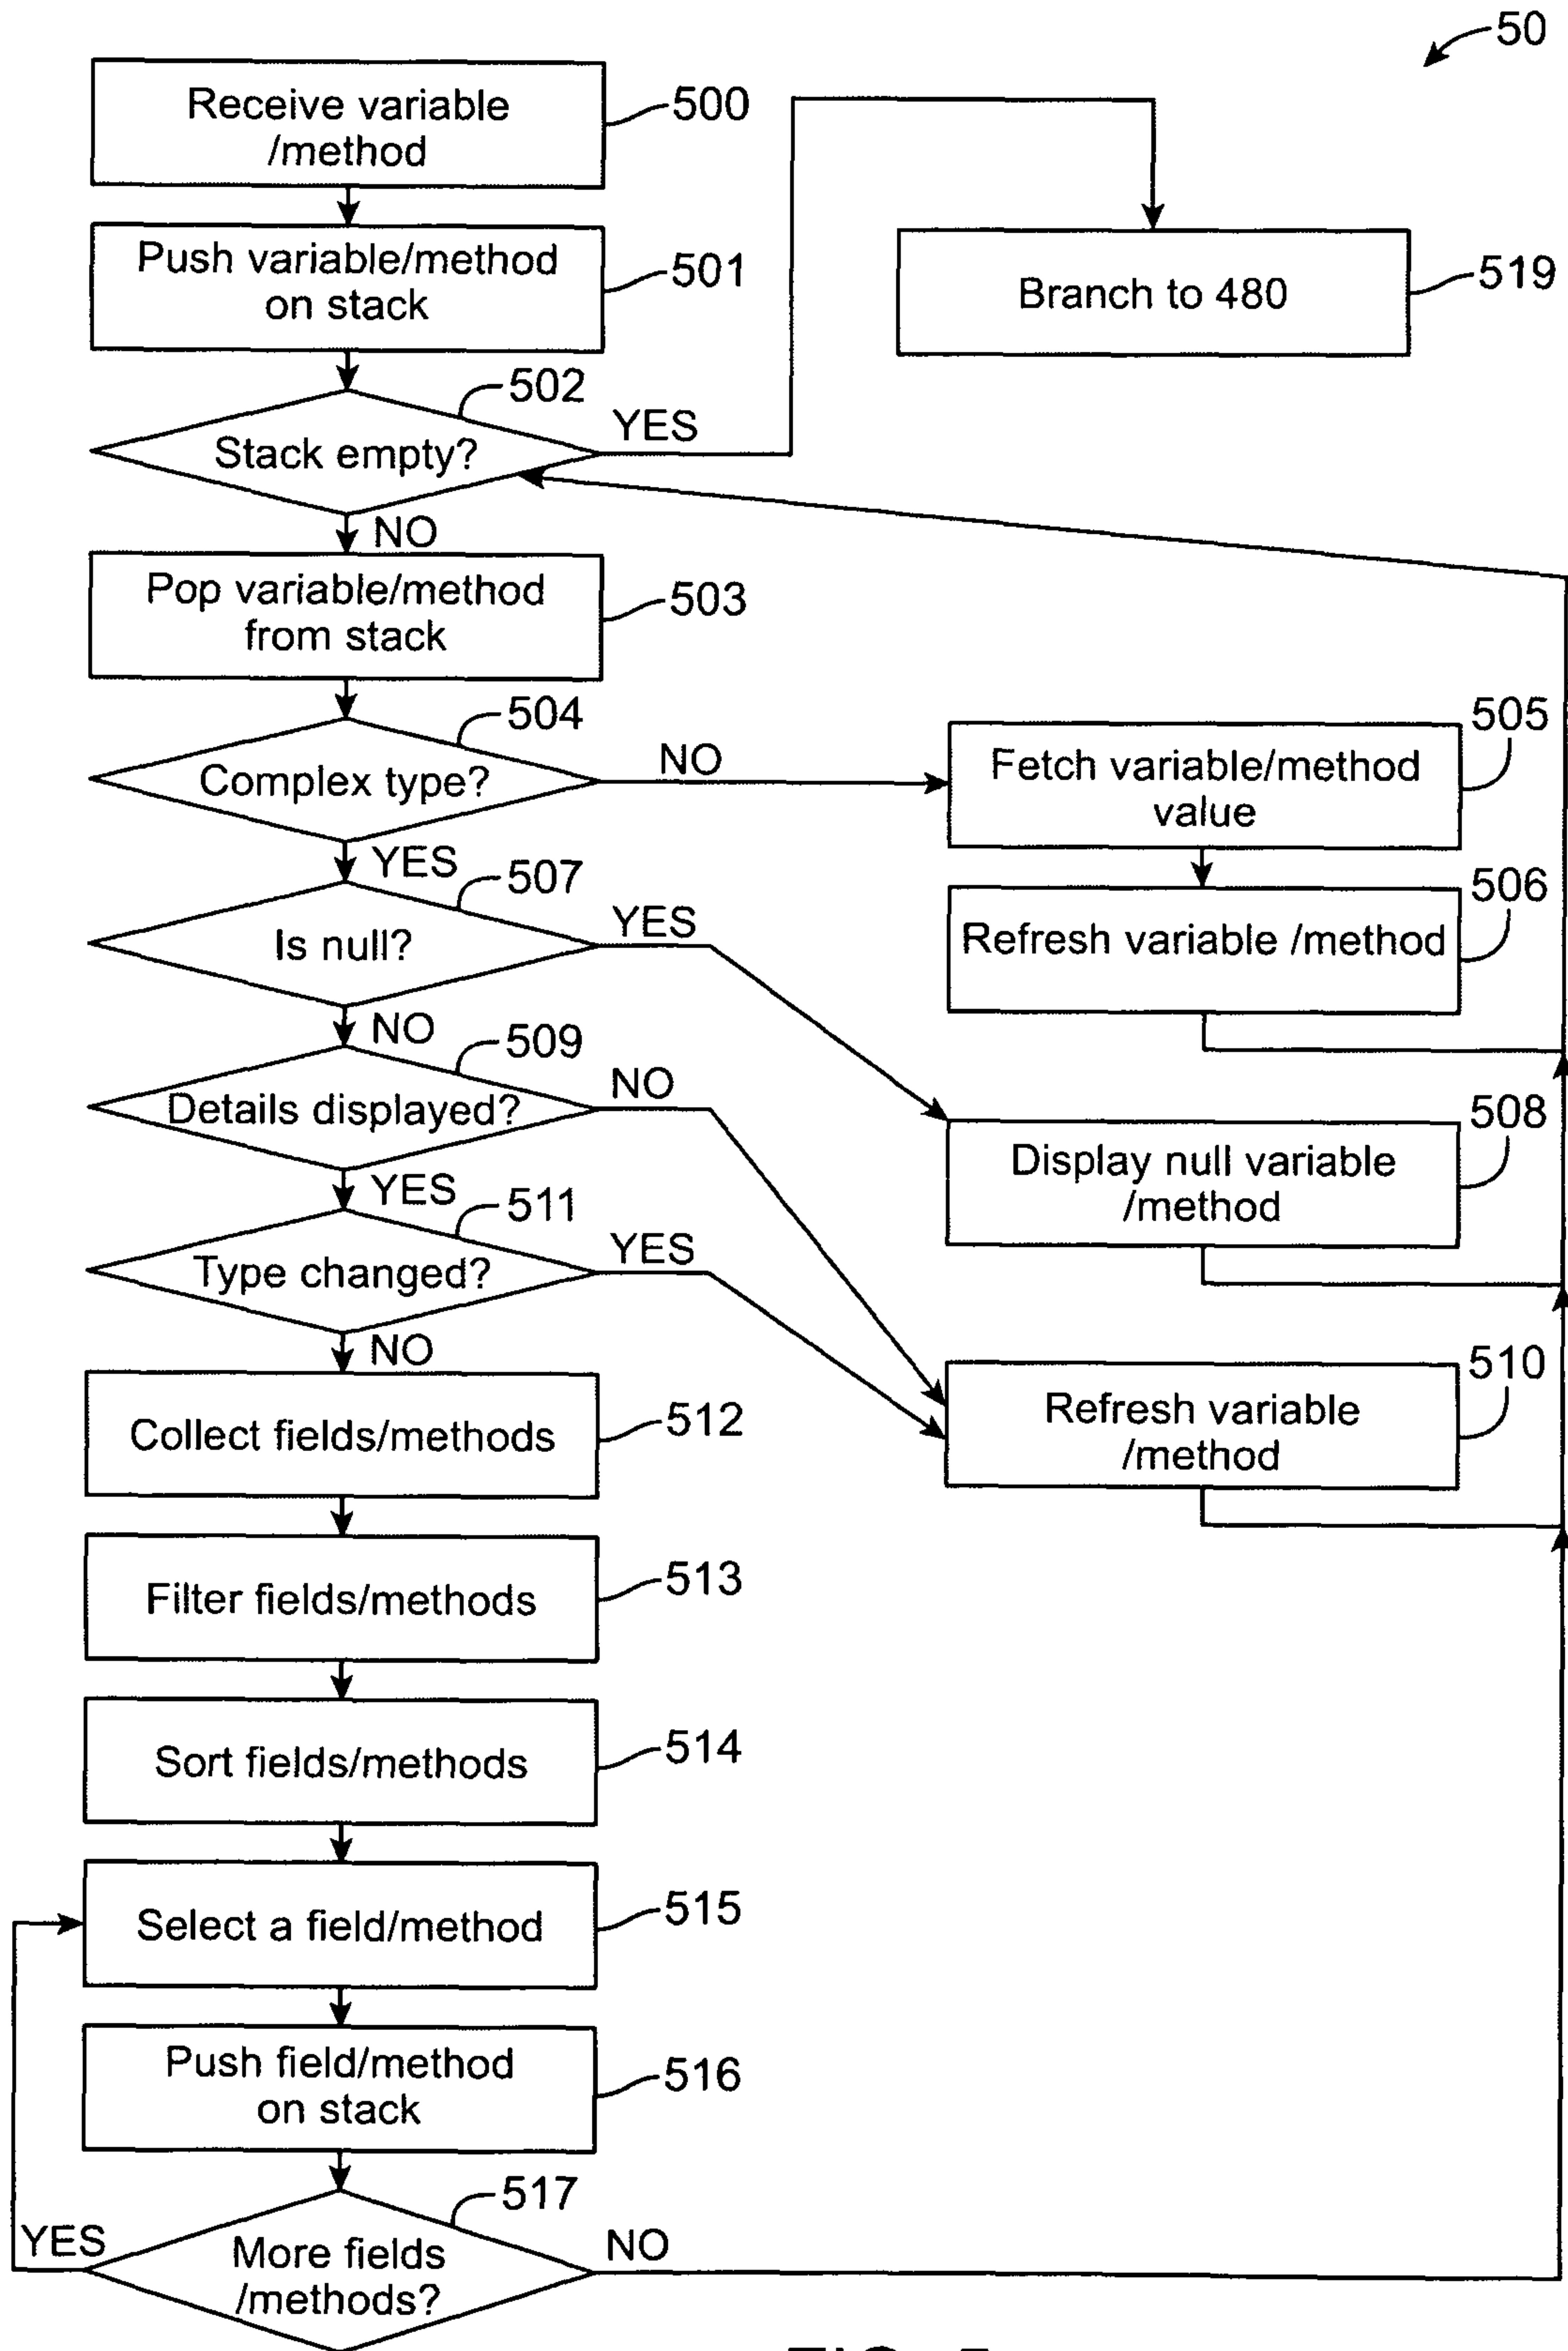 50
Receive variable
/method
500
Push variable/method
on stack
501
Branch to 480
519
502
Stack empty?
YES
NO
Pop variable/method
from stack
503
504
Complex type?
NO
YES
Fetch variable/method
value
505
Refresh variable /method
506
507
Is null?
YES
NO
Display null variable
/method
508
509
Details displayed?
NO
YES
511
Type changed?
YES
NO
Refresh variable
/method
510
Collect fields/methods
512
Filter fields/methods
513
Sort fields/methods
514
Select a field/method
515
Push field/method
on stack
516
517
More fields
/methods?
YES
NO